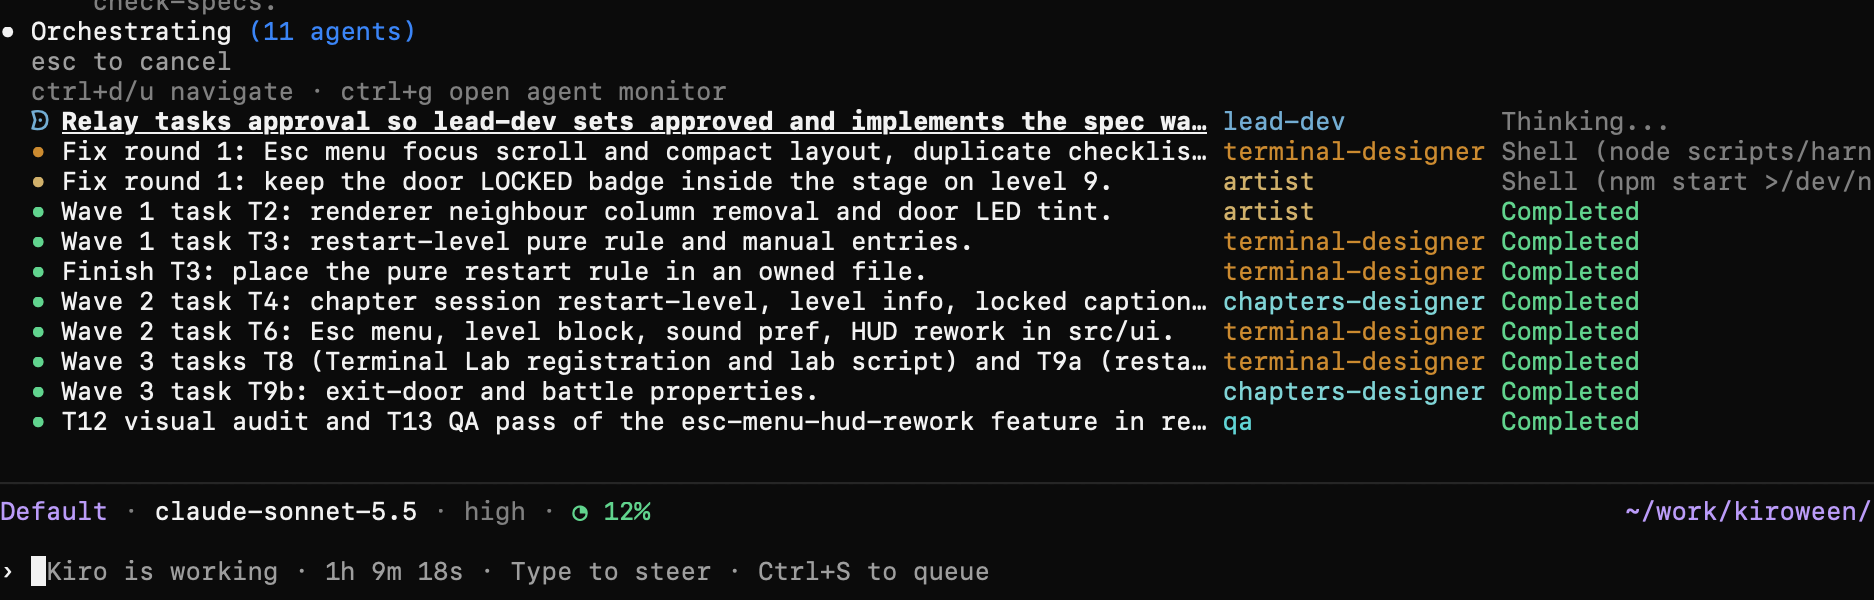 check-specs.
● Orchestrating (11 agents)
esc to cancel
ctrl+d/u navigate · ctrl+g open agent monitor
Relay tasks approval so lead-dev sets approved and implements the spec wa… lead-dev Thinking...
● Fix round 1: Esc menu focus scroll and compact layout, duplicate checklis… terminal-designer Shell (node scripts/harn
● Fix round 1: keep the door LOCKED badge inside the stage on level 9. artist Shell (npm start >/dev/n
● Wave 1 task T2: renderer neighbour column removal and door LED tint. artist Completed
● Wave 1 task T3: restart-level pure rule and manual entries. terminal-designer Completed
● Finish T3: place the pure restart rule in an owned file. terminal-designer Completed
● Wave 2 task T4: chapter session restart-level, level info, locked caption… chapters-designer Completed
● Wave 2 task T6: Esc menu, level block, sound pref, HUD rework in src/ui. terminal-designer Completed
● Wave 3 tasks T8 (Terminal Lab registration and lab script) and T9a (resta… terminal-designer Completed
● Wave 3 task T9b: exit-door and battle properties. chapters-designer Completed
● T12 visual audit and T13 QA pass of the esc-menu-hud-rework feature in re… qa Completed
Default · claude-sonnet-5.5 · high · ◔ 12% ~/work/kiroween/
› Kiro is working · 1h 9m 18s · Type to steer · Ctrl+S to queue